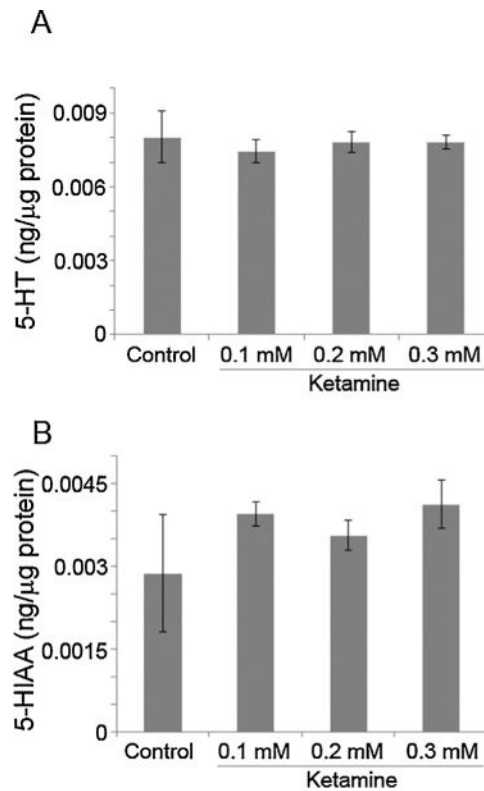 A
5-HT (ng/µg protein)
0.009
0.006
0.003
0
Control 0.1 mM 0.2 mM 0.3 mM
Ketamine
B
5-HIAA (ng/µg protein)
0.0045
0.003
0.0015
0
Control 0.1 mM 0.2 mM 0.3 mM
Ketamine